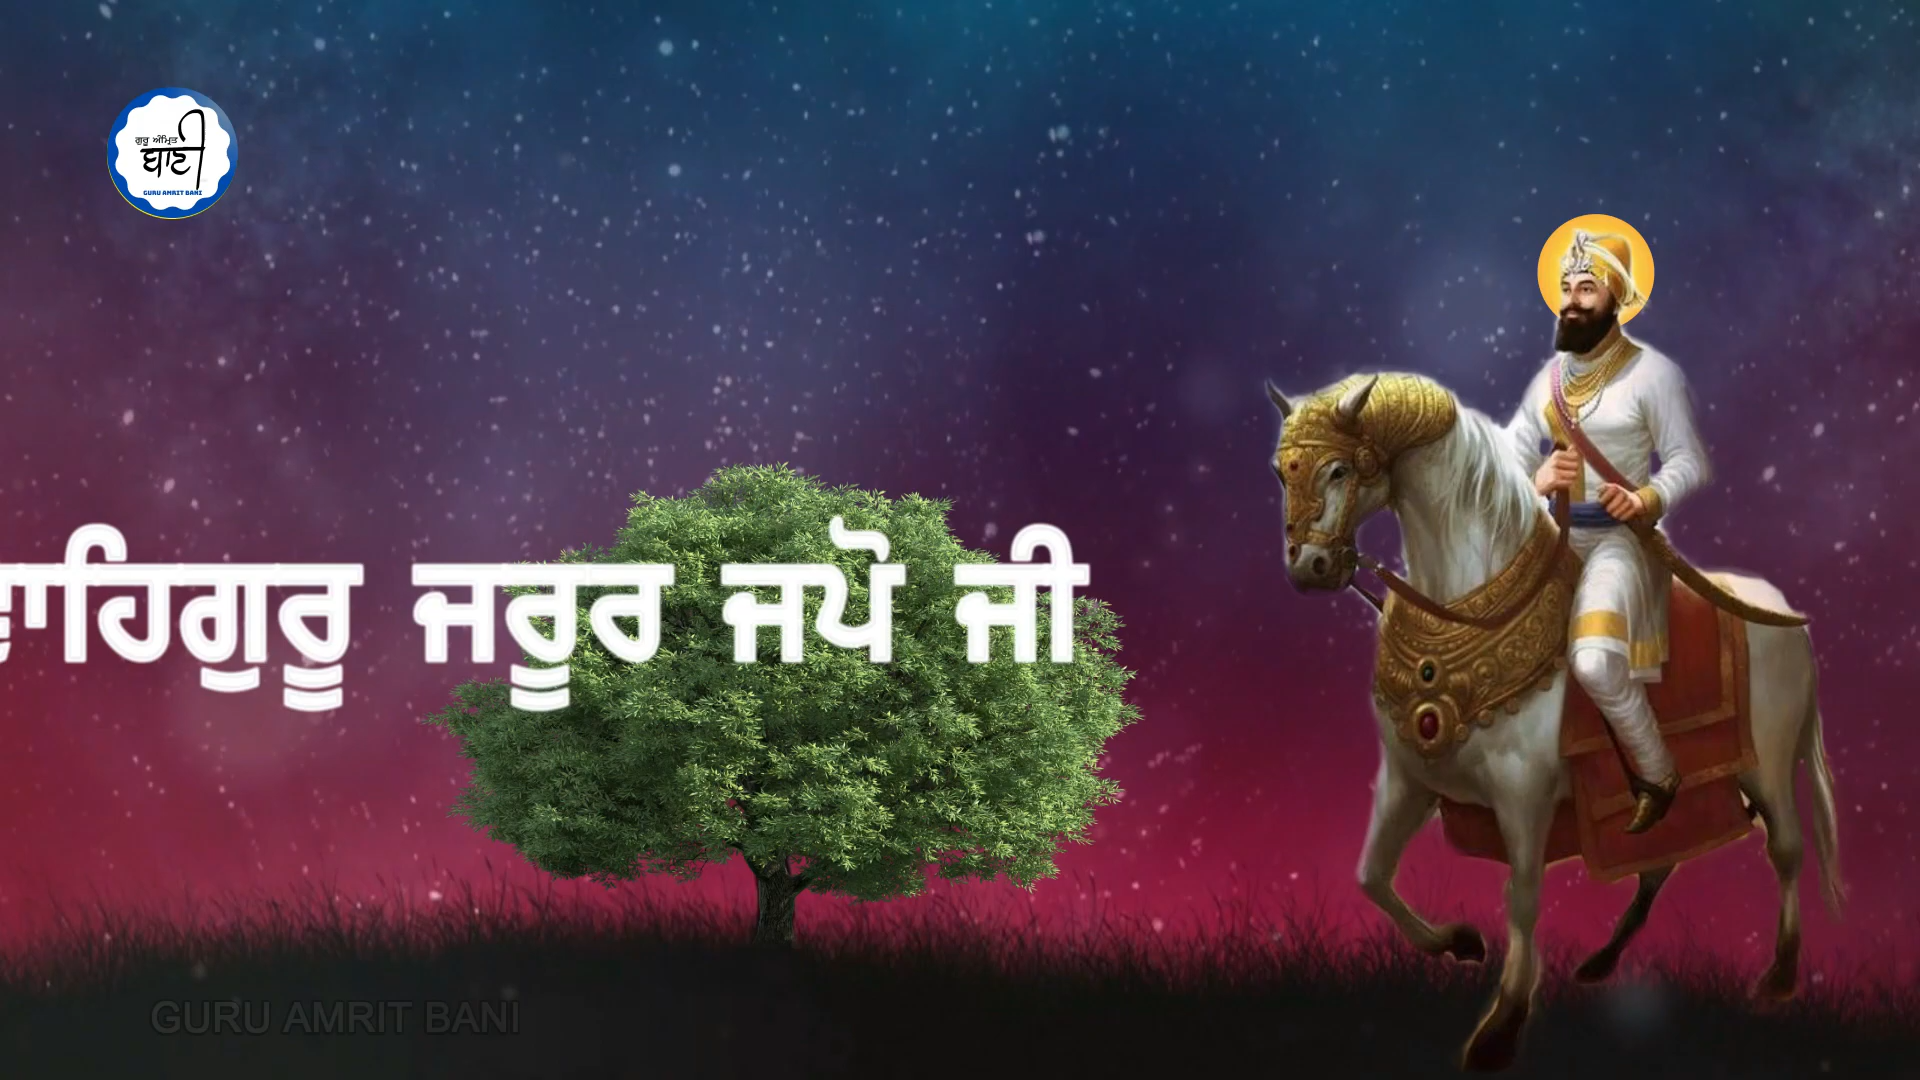 ਗੁਰੂ ਅੰਮ੍ਰਿਤ
ਬਾਣੀ
GURU AMRIT BANI
ਵਾਹਿਗੁਰੂ ਜਰੂਰ ਜਪੋ ਜੀ
GURU AMRIT BANI